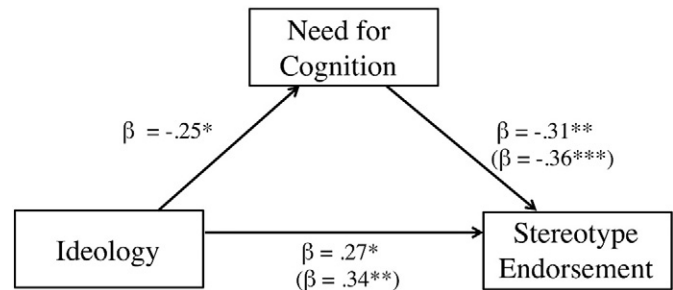 Need for
Cognition
β = -.25*
β = -.31**
(β = -.36***)
Ideology
β = .27*
(β = .34**)
Stereotype
Endorsement